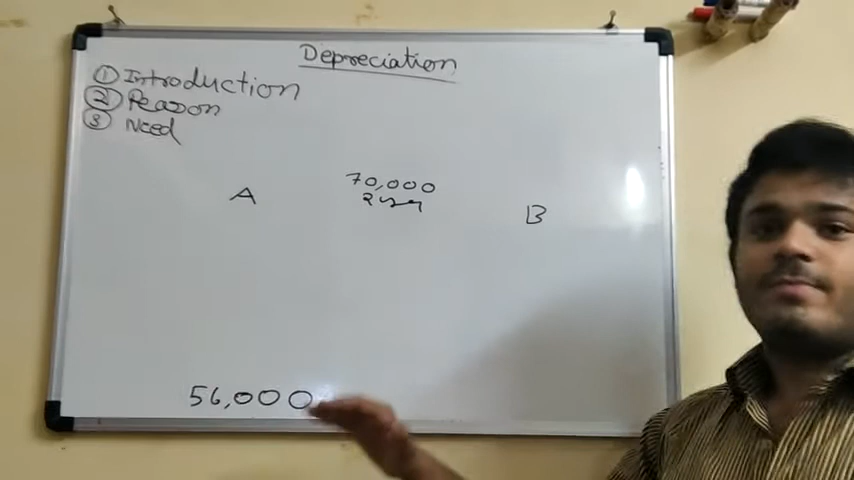 Depreciation
① Introduction
② Reason
③ Need
70,000
A
B
56,000